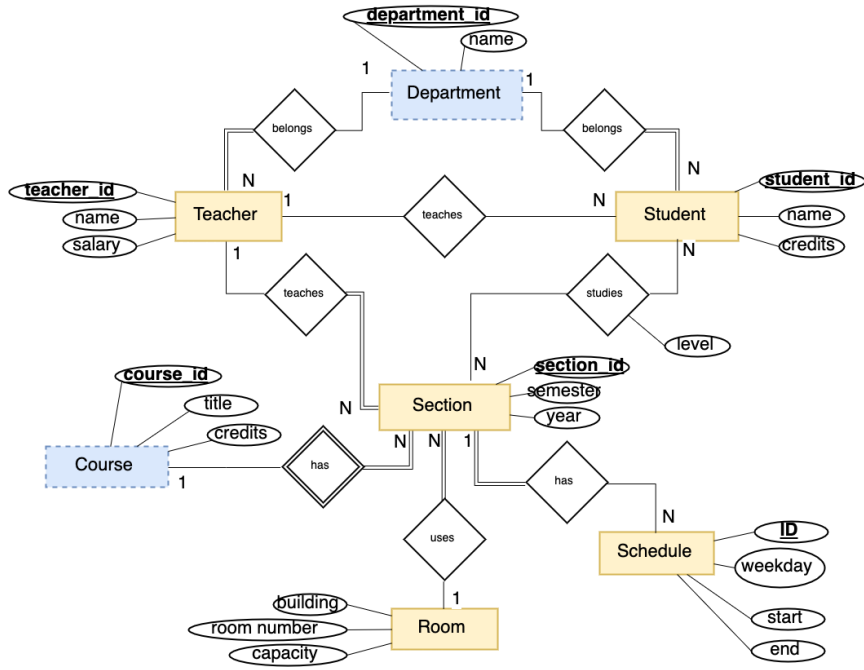 department_id
name
1
1
Department
belongs
belongs
N
N
teacher_id
name
salary
Teacher
1
teaches
N
Student
student_id
name
credits
1
N
teaches
studies
level
N
course_id
title
credits
section_id
semester
year
N
Section
Course
1
has
N
N
1
has
uses
N
Schedule
ID
weekday
start
end
building
room number
capacity
1
Room